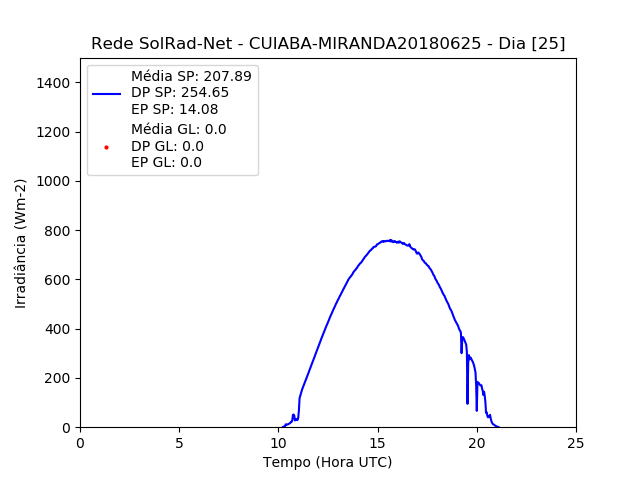 Rede SolRad-Net - CUIABA-MIRANDA20180625 - Dia [25]
Média SP: 207.89
DP SP: 254.65
EP SP: 14.08
Média GL: 0.0
DP GL: 0.0
EP GL: 0.0
1400
1200
1000
800
600
400
200
0
Irradiância (Wm-2)
0 5 10 15 20 25
Tempo (Hora UTC)